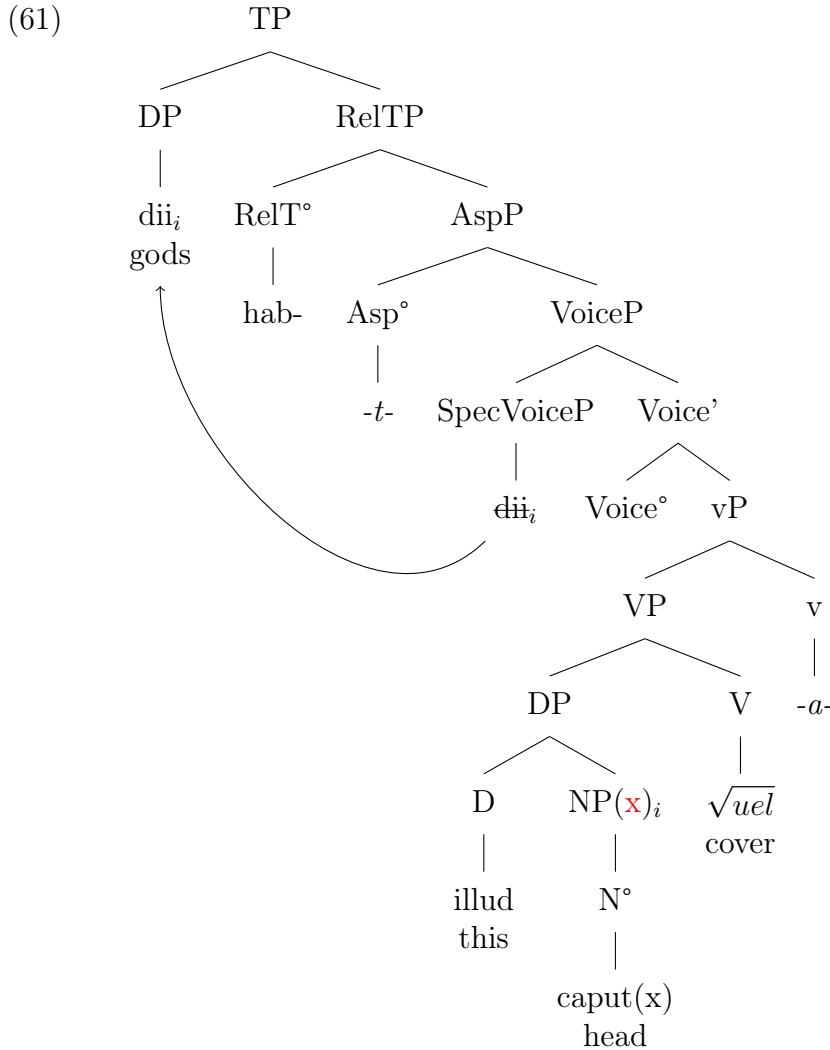 (61) TP
DP RelTP
dii_i RelT° AspP
gods
hab- Asp° VoiceP
-t- SpecVoiceP Voice'
dii_i Voice° vP
VP v
DP V -a-
D NP(x)_i √uel
cover
illud N°
this
caput(x)
head